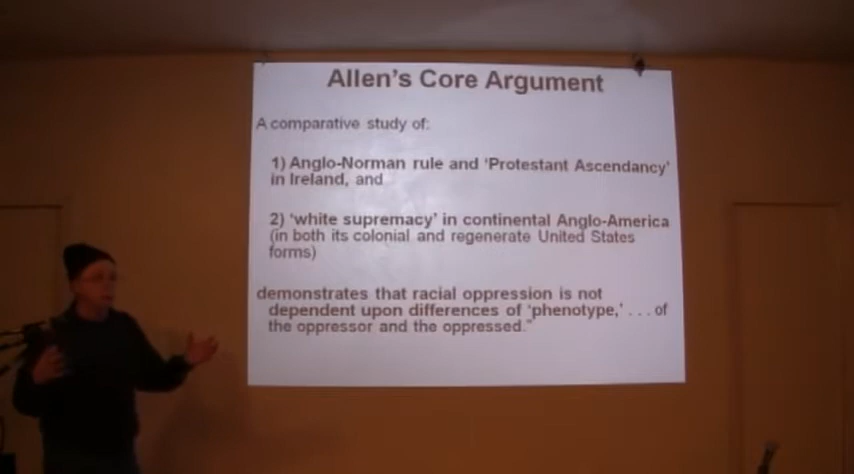 Allen's Core Argument
A comparative study of:
1) Anglo-Norman rule and 'Protestant Ascendancy'
in Ireland, and
2) 'white supremacy' in continental Anglo-America
(in both its colonial and regenerate United States
forms)
demonstrates that racial oppression is not
dependent upon differences of 'phenotype,' . . . of
the oppressor and the oppressed."